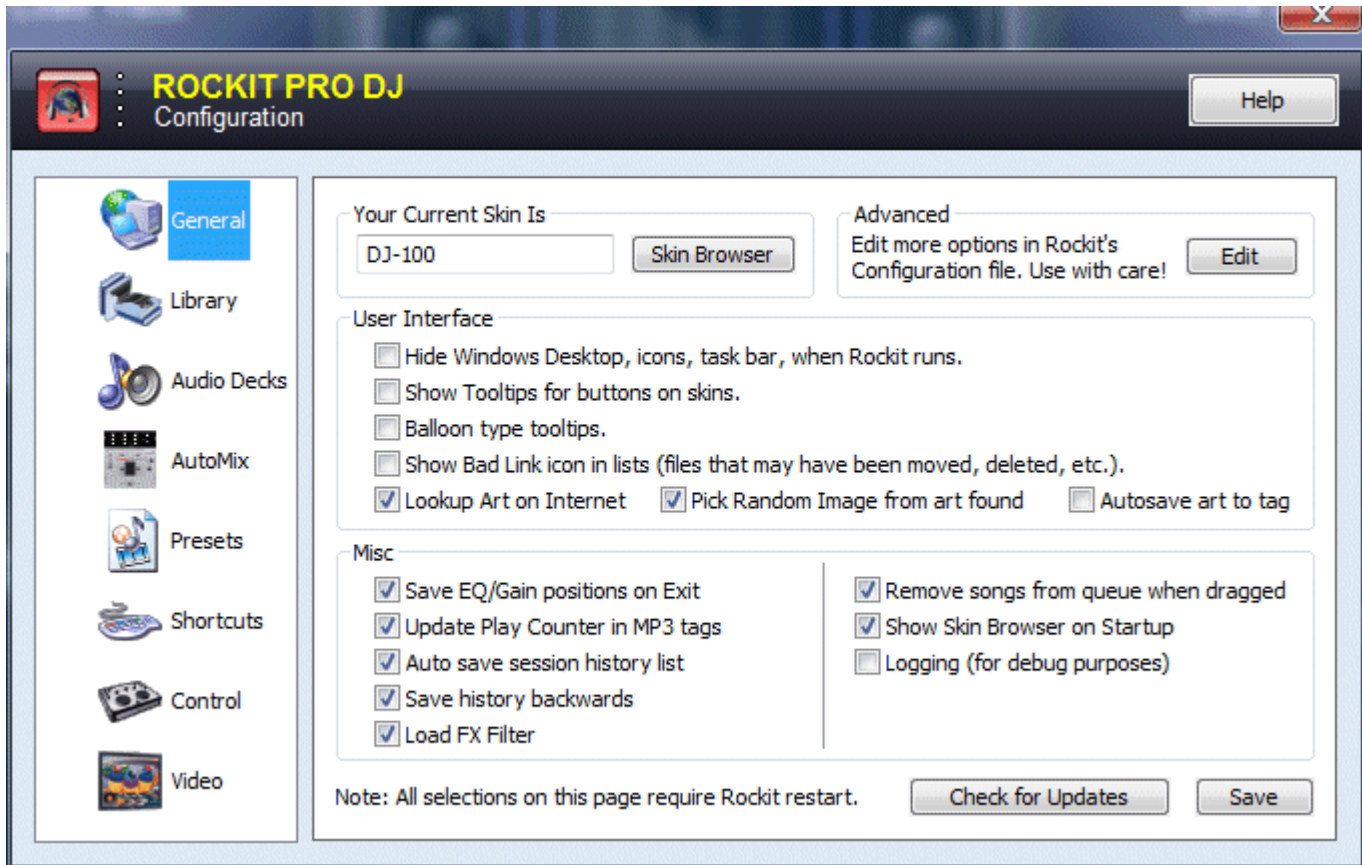 X
ROCKIT PRO DJ
Configuration
Help
General
Library
Audio Decks
AutoMix
Presets
Shortcuts
Control
Video
Your Current Skin Is
DJ-100
Skin Browser
Advanced
Edit more options in Rockit's
Configuration file. Use with care!
Edit
User Interface
Hide Windows Desktop, icons, task bar, when Rockit runs.
Show Tooltips for buttons on skins.
Balloon type tooltips.
Show Bad Link icon in lists (files that may have been moved, deleted, etc.).
Lookup Art on Internet Pick Random Image from art found Autosave art to tag
Misc
Save EQ/Gain positions on Exit
Update Play Counter in MP3 tags
Auto save session history list
Save history backwards
Load FX Filter
Remove songs from queue when dragged
Show Skin Browser on Startup
Logging (for debug purposes)
Note: All selections on this page require Rockit restart.
Check for Updates
Save